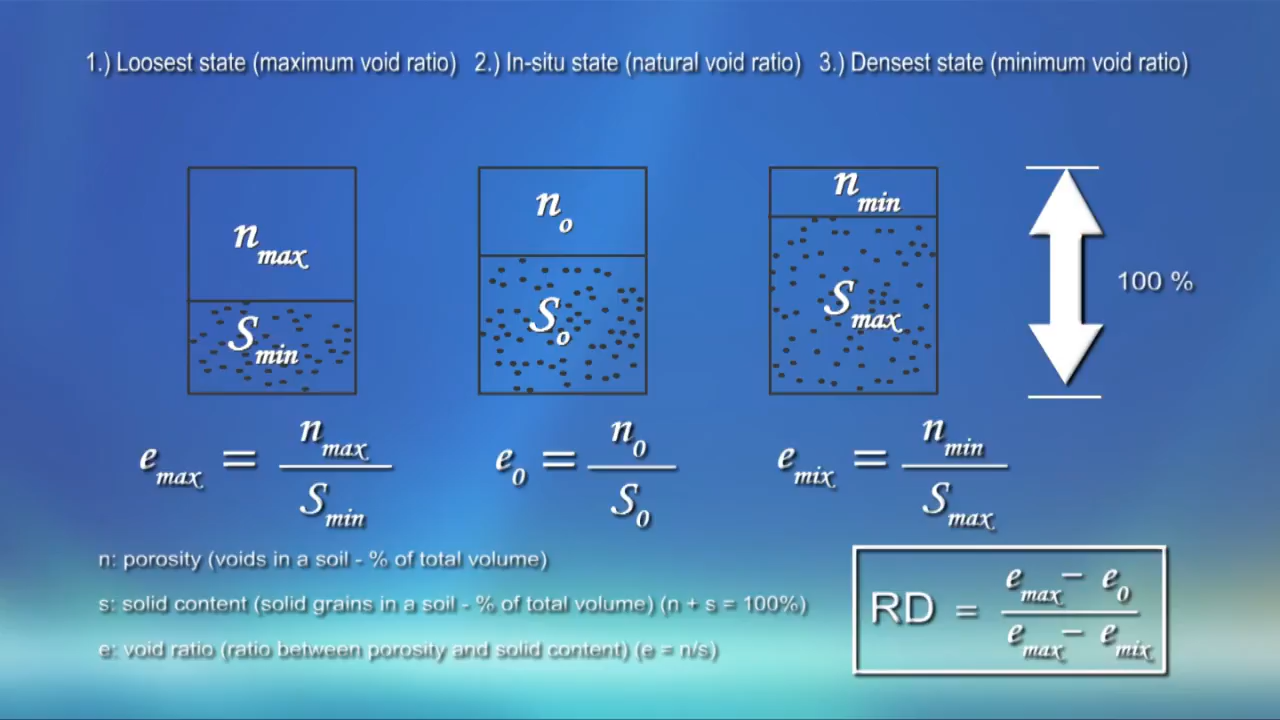 1.) Loosest state (maximum void ratio) 2.) In-situ state (natural void ratio) 3.) Densest state (minimum void ratio)
n max
S min
n o
S o
n min
S max
100 %
e max = n max / S min
e 0 = n 0 / S 0
e mix = n min / S max
n: porosity (voids in a soil - % of total volume)
s: solid content (solid grains in a soil - % of total volume) (n + s = 100%)
e: void ratio (ratio between porosity and solid content) (e = n/s)
RD = e max - e 0 / e max - e mix